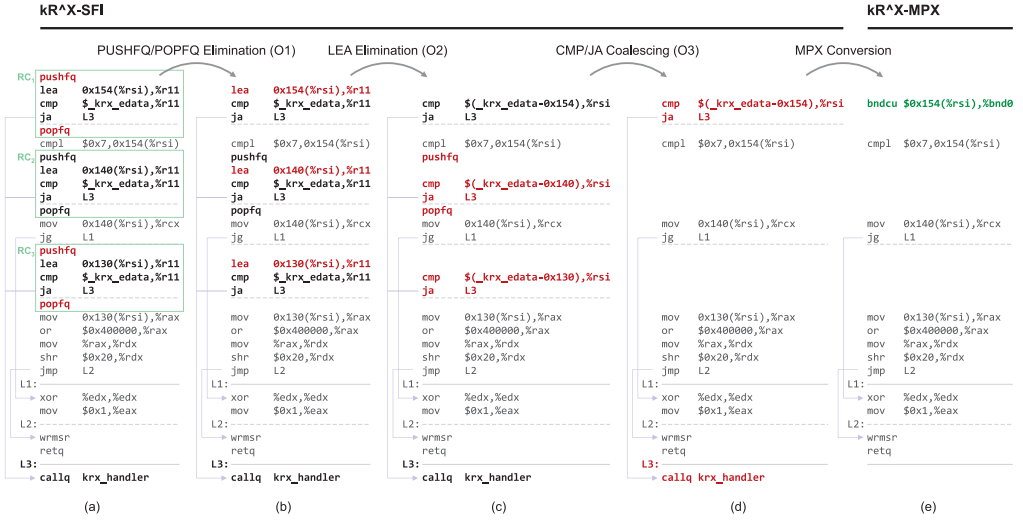 kR^X-SFI
kR^X-MPX
PUSHFQ/POPFQ Elimination (O1)
LEA Elimination (O2)
CMP/JA Coalescing (O3)
MPX Conversion
RC1
pushfq
lea 0x154(%rsi),%r11
cmp $_krx_edata,%r11
ja L3
popfq
cmpl $0x7,0x154(%rsi)
RC2
pushfq
lea 0x140(%rsi),%r11
cmp $_krx_edata,%r11
ja L3
popfq
mov 0x140(%rsi),%rcx
jg L1
RC3
pushfq
lea 0x130(%rsi),%r11
cmp $_krx_edata,%r11
ja L3
popfq
mov 0x130(%rsi),%rax
or $0x400000,%rax
mov %rax,%rdx
shr $0x20,%rdx
jmp L2
L1:
xor %edx,%edx
mov $0x1,%eax
L2:
wrmsr
retq
L3:
callq krx_handler
(a)
lea 0x154(%rsi),%r11
cmp $_krx_edata,%r11
ja L3
cmpl $0x7,0x154(%rsi)
pushfq
lea 0x140(%rsi),%r11
cmp $_krx_edata,%r11
ja L3
popfq
mov 0x140(%rsi),%rcx
jg L1
lea 0x130(%rsi),%r11
cmp $_krx_edata,%r11
ja L3
mov 0x130(%rsi),%rax
or $0x400000,%rax
mov %rax,%rdx
shr $0x20,%rdx
jmp L2
L1:
xor %edx,%edx
mov $0x1,%eax
L2:
wrmsr
retq
L3:
callq krx_handler
(b)
cmp $(_krx_edata-0x154),%rsi
ja L3
cmpl $0x7,0x154(%rsi)
pushfq
cmp $(_krx_edata-0x140),%rsi
ja L3
popfq
mov 0x140(%rsi),%rcx
jg L1
cmp $(_krx_edata-0x130),%rsi
ja L3
mov 0x130(%rsi),%rax
or $0x400000,%rax
mov %rax,%rdx
shr $0x20,%rdx
jmp L2
L1:
xor %edx,%edx
mov $0x1,%eax
L2:
wrmsr
retq
L3:
callq krx_handler
(c)
cmp $(_krx_edata-0x154),%rsi
ja L3
cmpl $0x7,0x154(%rsi)
mov 0x140(%rsi),%rcx
jg L1
mov 0x130(%rsi),%rax
or $0x400000,%rax
mov %rax,%rdx
shr $0x20,%rdx
jmp L2
L1:
xor %edx,%edx
mov $0x1,%eax
L2:
wrmsr
retq
L3:
callq krx_handler
(d)
bndcu $0x154(%rsi),%bnd0
cmpl $0x7,0x154(%rsi)
mov 0x140(%rsi),%rcx
jg L1
mov 0x130(%rsi),%rax
or $0x400000,%rax
mov %rax,%rdx
shr $0x20,%rdx
jmp L2
L1:
xor %edx,%edx
mov $0x1,%eax
L2:
wrmsr
retq
(e)